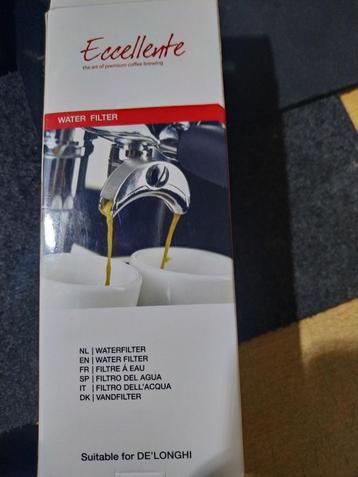 Eccellente
the art of premium coffee brewing
WATER FILTER
NL | WATERFILTER
EN | WATER FILTER
FR | FILTRE À EAU
SP | FILTRO DEL AGUA
IT | FILTRO DELL'ACQUA
DK | VANDFILTER
Suitable for DE'LONGHI